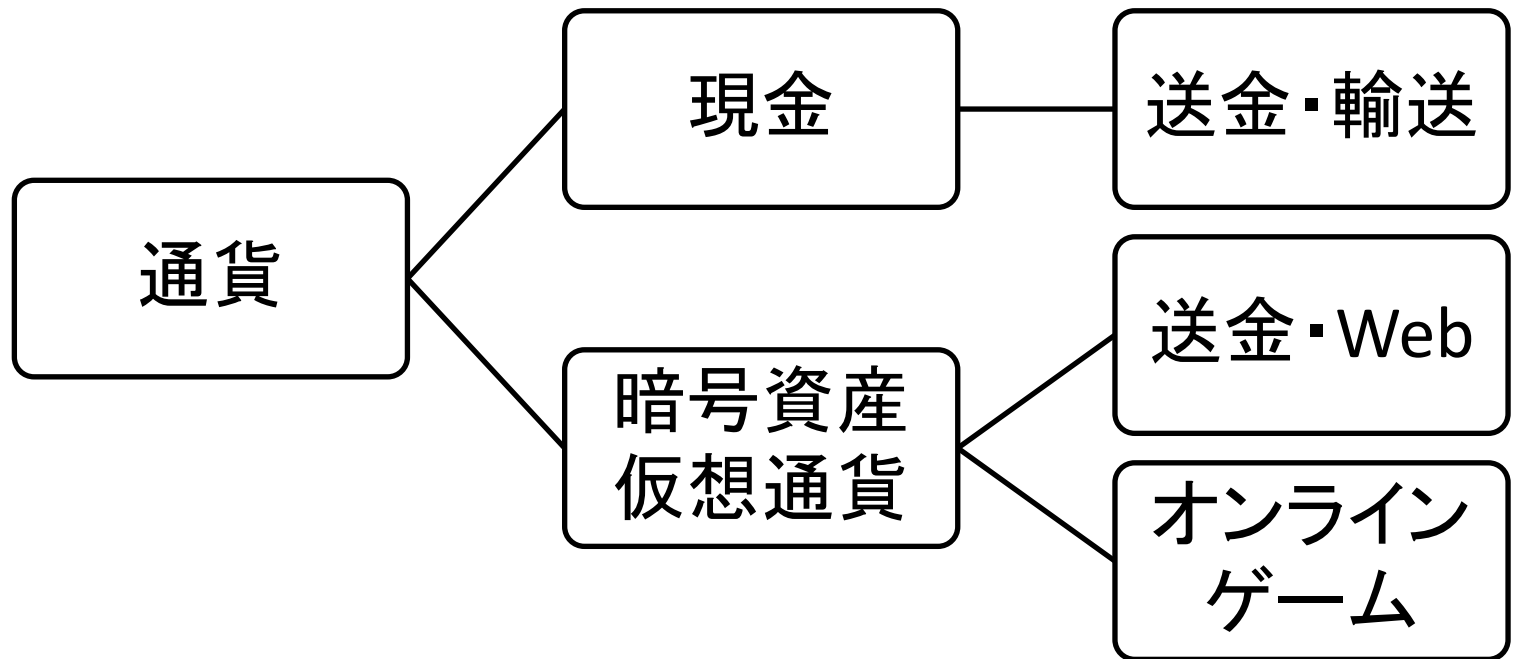 通貨
現金
送金・輸送
暗号資産
仮想通貨
送金・Web
オンライン
ゲーム